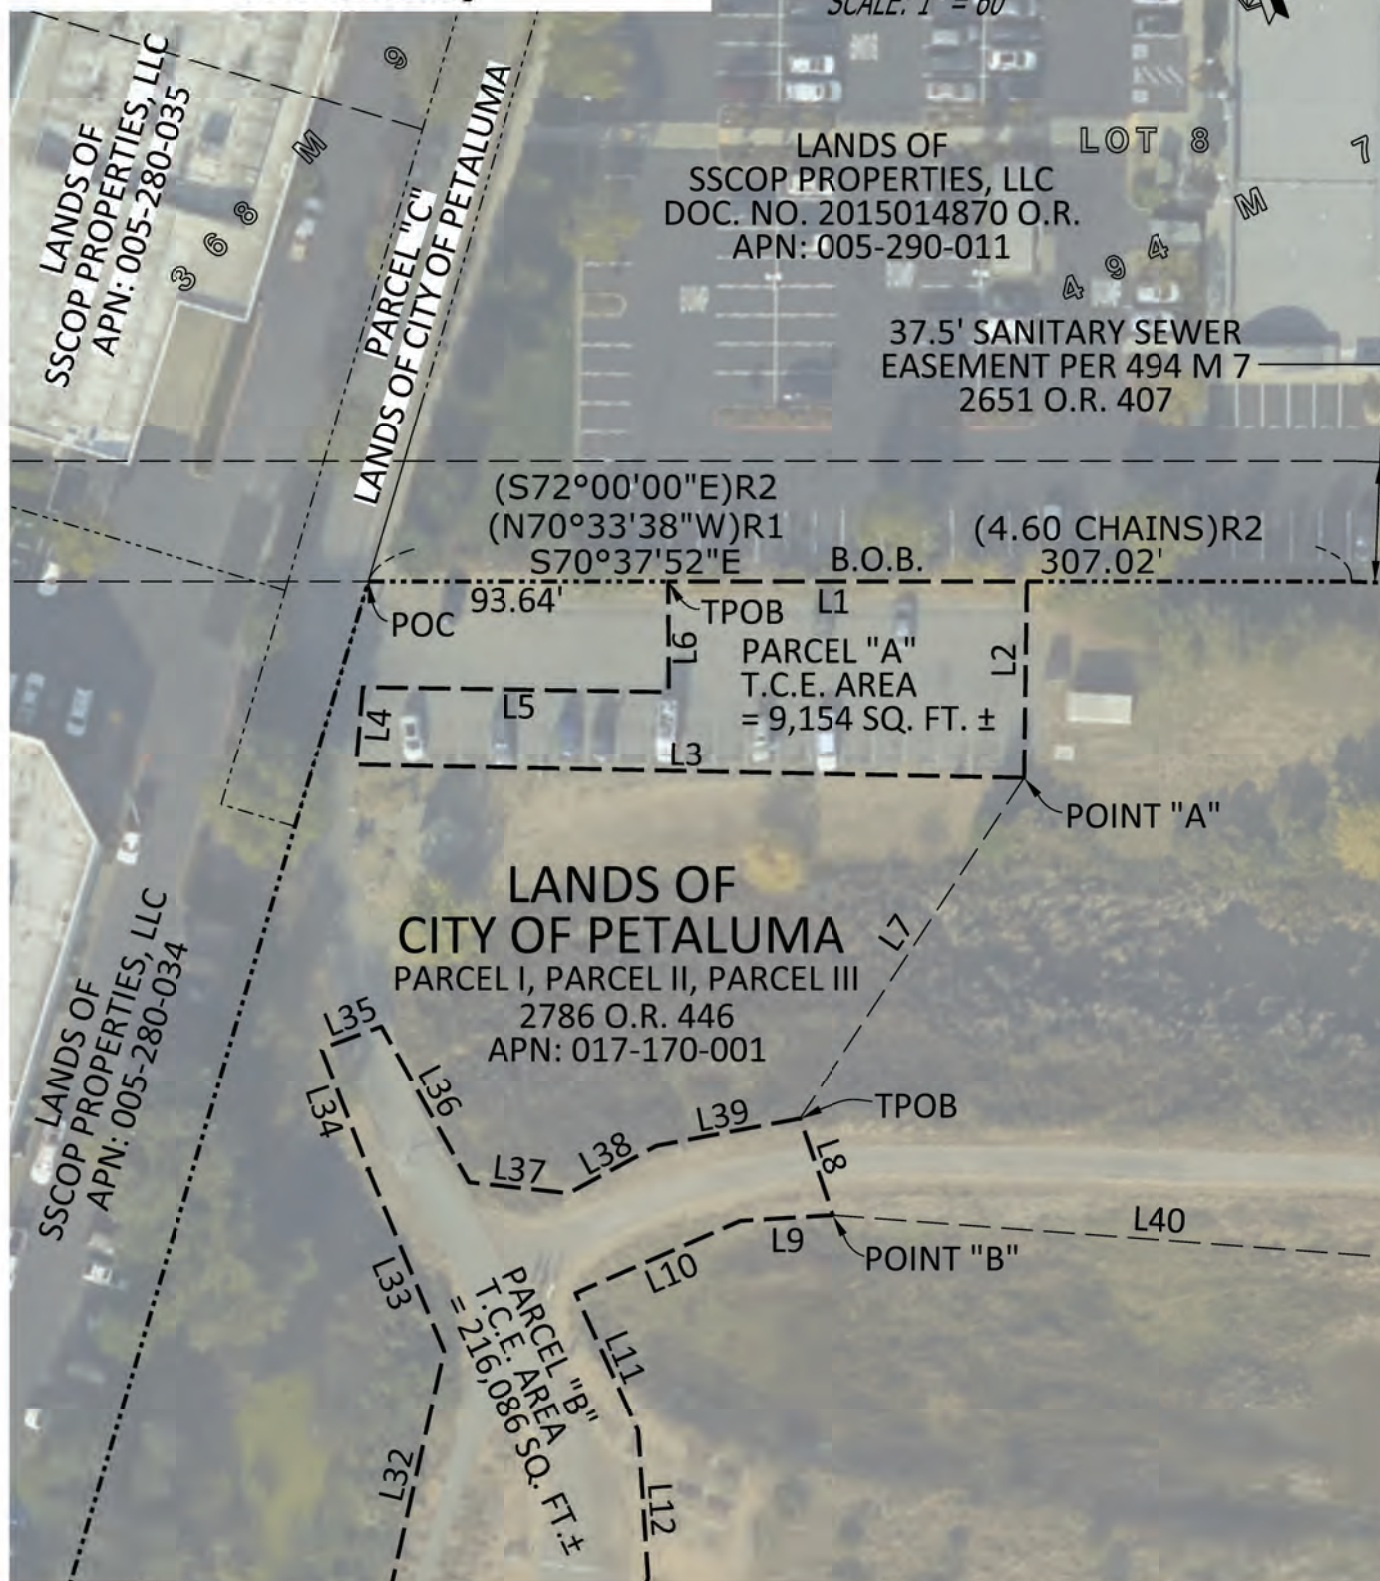 SCALE: 1" = 60'
LANDS OF
SSCOP PROPERTIES, LLC
APN: 005-280-035
9
M
368
PARCEL "C"
LANDS OF CITY OF PETALUMA
LANDS OF
SSCOP PROPERTIES, LLC
DOC. NO. 2015014870 O.R.
APN: 005-290-011
LOT 8
7
M
494
37.5' SANITARY SEWER
EASEMENT PER 494 M 7
2651 O.R. 407
(S72°00'00"E)R2
(N70°33'38"W)R1
S70°37'52"E
B.O.B.
(4.60 CHAINS)R2
307.02'
93.64'
POC
TPOB
L1
L6
PARCEL "A"
T.C.E. AREA
= 9,154 SQ. FT. ±
L2
L4
L5
L3
POINT "A"
LANDS OF
CITY OF PETALUMA
PARCEL I, PARCEL II, PARCEL III
2786 O.R. 446
APN: 017-170-001
L7
LANDS OF
SSCOP PROPERTIES, LLC
APN: 005-280-034
L35
L34
L36
L37
L38
L39
TPOB
L8
L9
L10
L40
POINT "B"
L33
PARCEL "B"
T.C.E. AREA
= 216,086 SQ. FT.±
L11
L32
L12